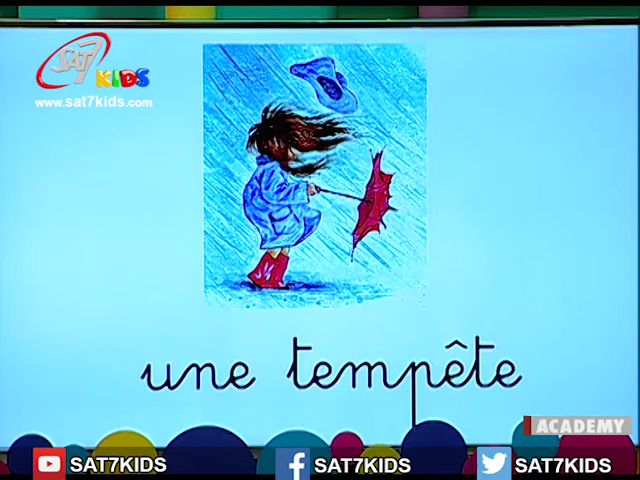 SAT7 KIDS
www.sat7kids.com
une tempête
ACADEMY
SAT7KIDS
SAT7KIDS
SAT7KIDS